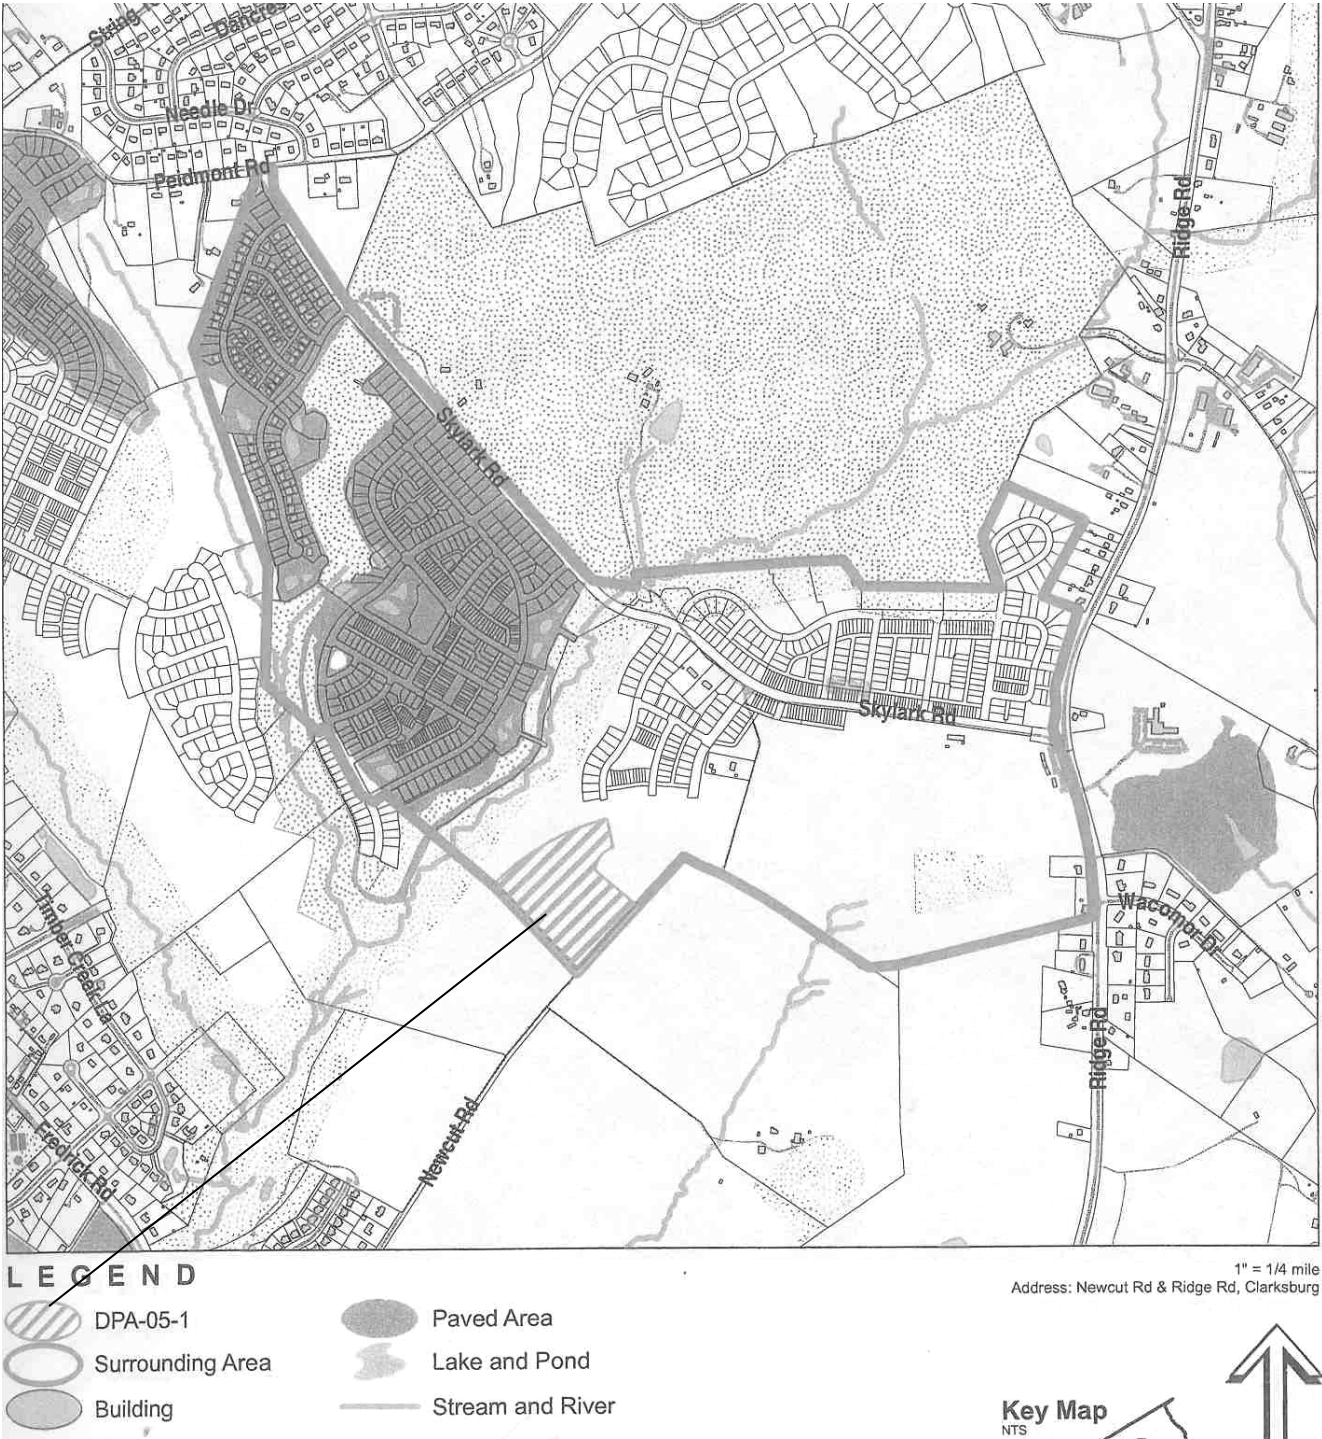 Dancres
Needle Dr
Peidmont Rd
Ridge Rd
Skylark Rd
Skylark Rd
Wacomor Dr
Timber Creek La
Ridge Rd
Newcut Rd
Fredrick Rd
LEGEND
1" = 1/4 mile
Address: Newcut Rd & Ridge Rd, Clarksburg
DPA-05-1
Paved Area
Surrounding Area
Lake and Pond
Building
Stream and River
Key Map
NTS